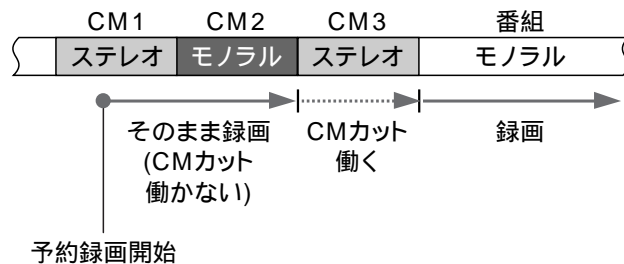 CM1 CM2 CM3 番組
ステレオ モノラル ステレオ モノラル
そのまま録画 CMカット 録画
(CMカット 働く
働かない)
予約録画開始